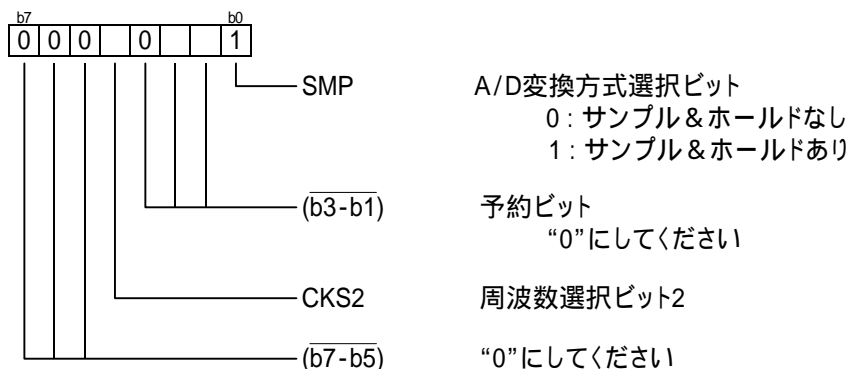 b7 b0
0 0 0 0 1
SMP A/D変換方式選択ビット
0 : サンプル&ホールドなし
1 : サンプル&ホールドあり
(b3-b1) 予約ビット
“0”にしてください
CKS2 周波数選択ビット2
(b7-b5) “0”にしてください